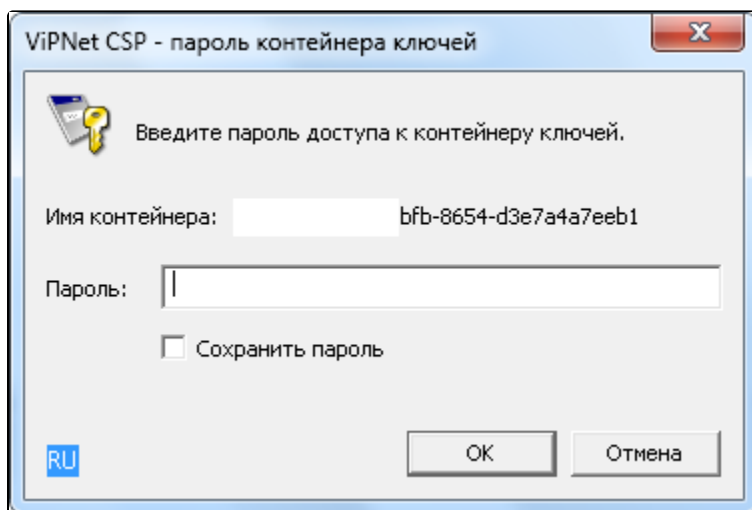 ViPNet CSP - пароль контейнера ключей
Введите пароль доступа к контейнеру ключей.
Имя контейнера: bfb-8654-d3e7a4a7eeb1
Пароль:
Сохранить пароль
RU OK Отмена